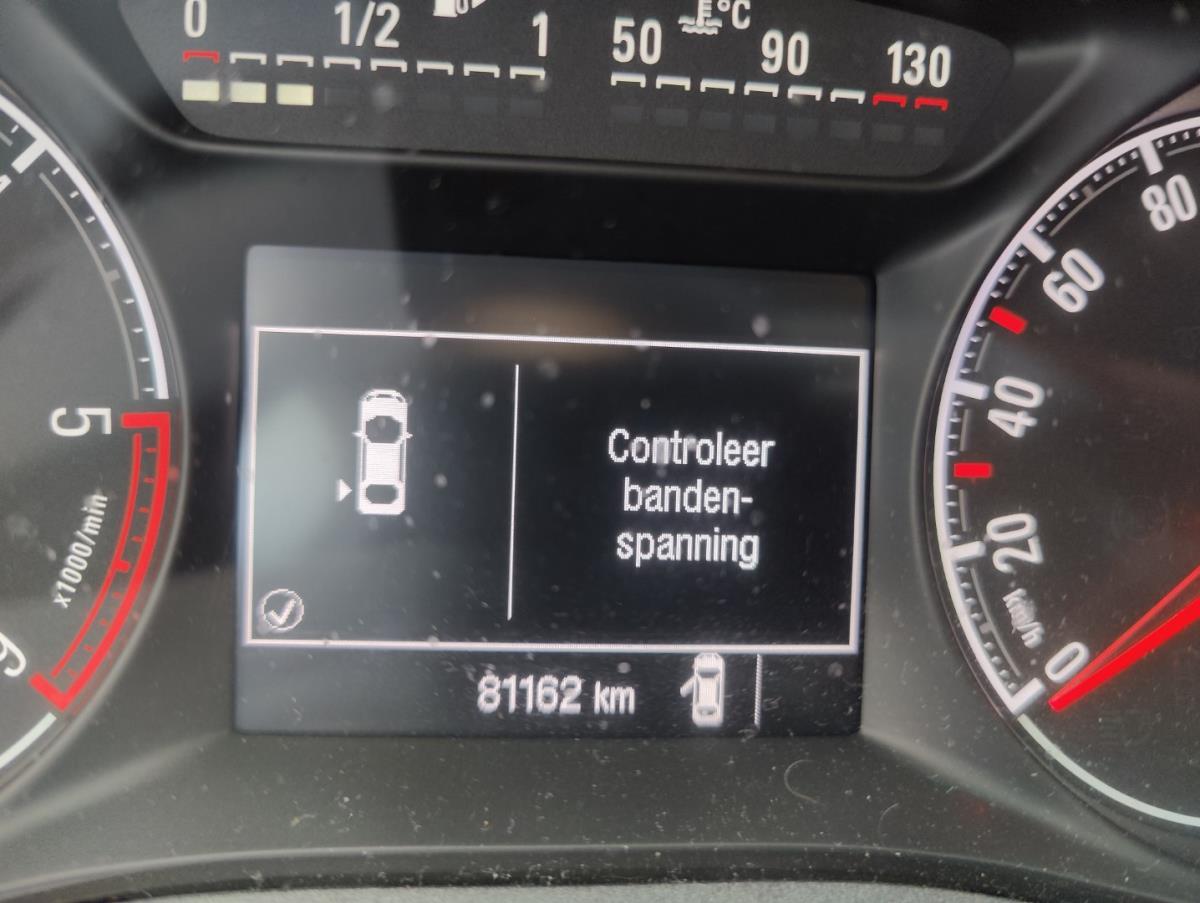 0 1/2 1
50 °C 90 130
80
60
40
20
km/h
0
5
x1000/min
6
Controleer
banden-
spanning
81162 km